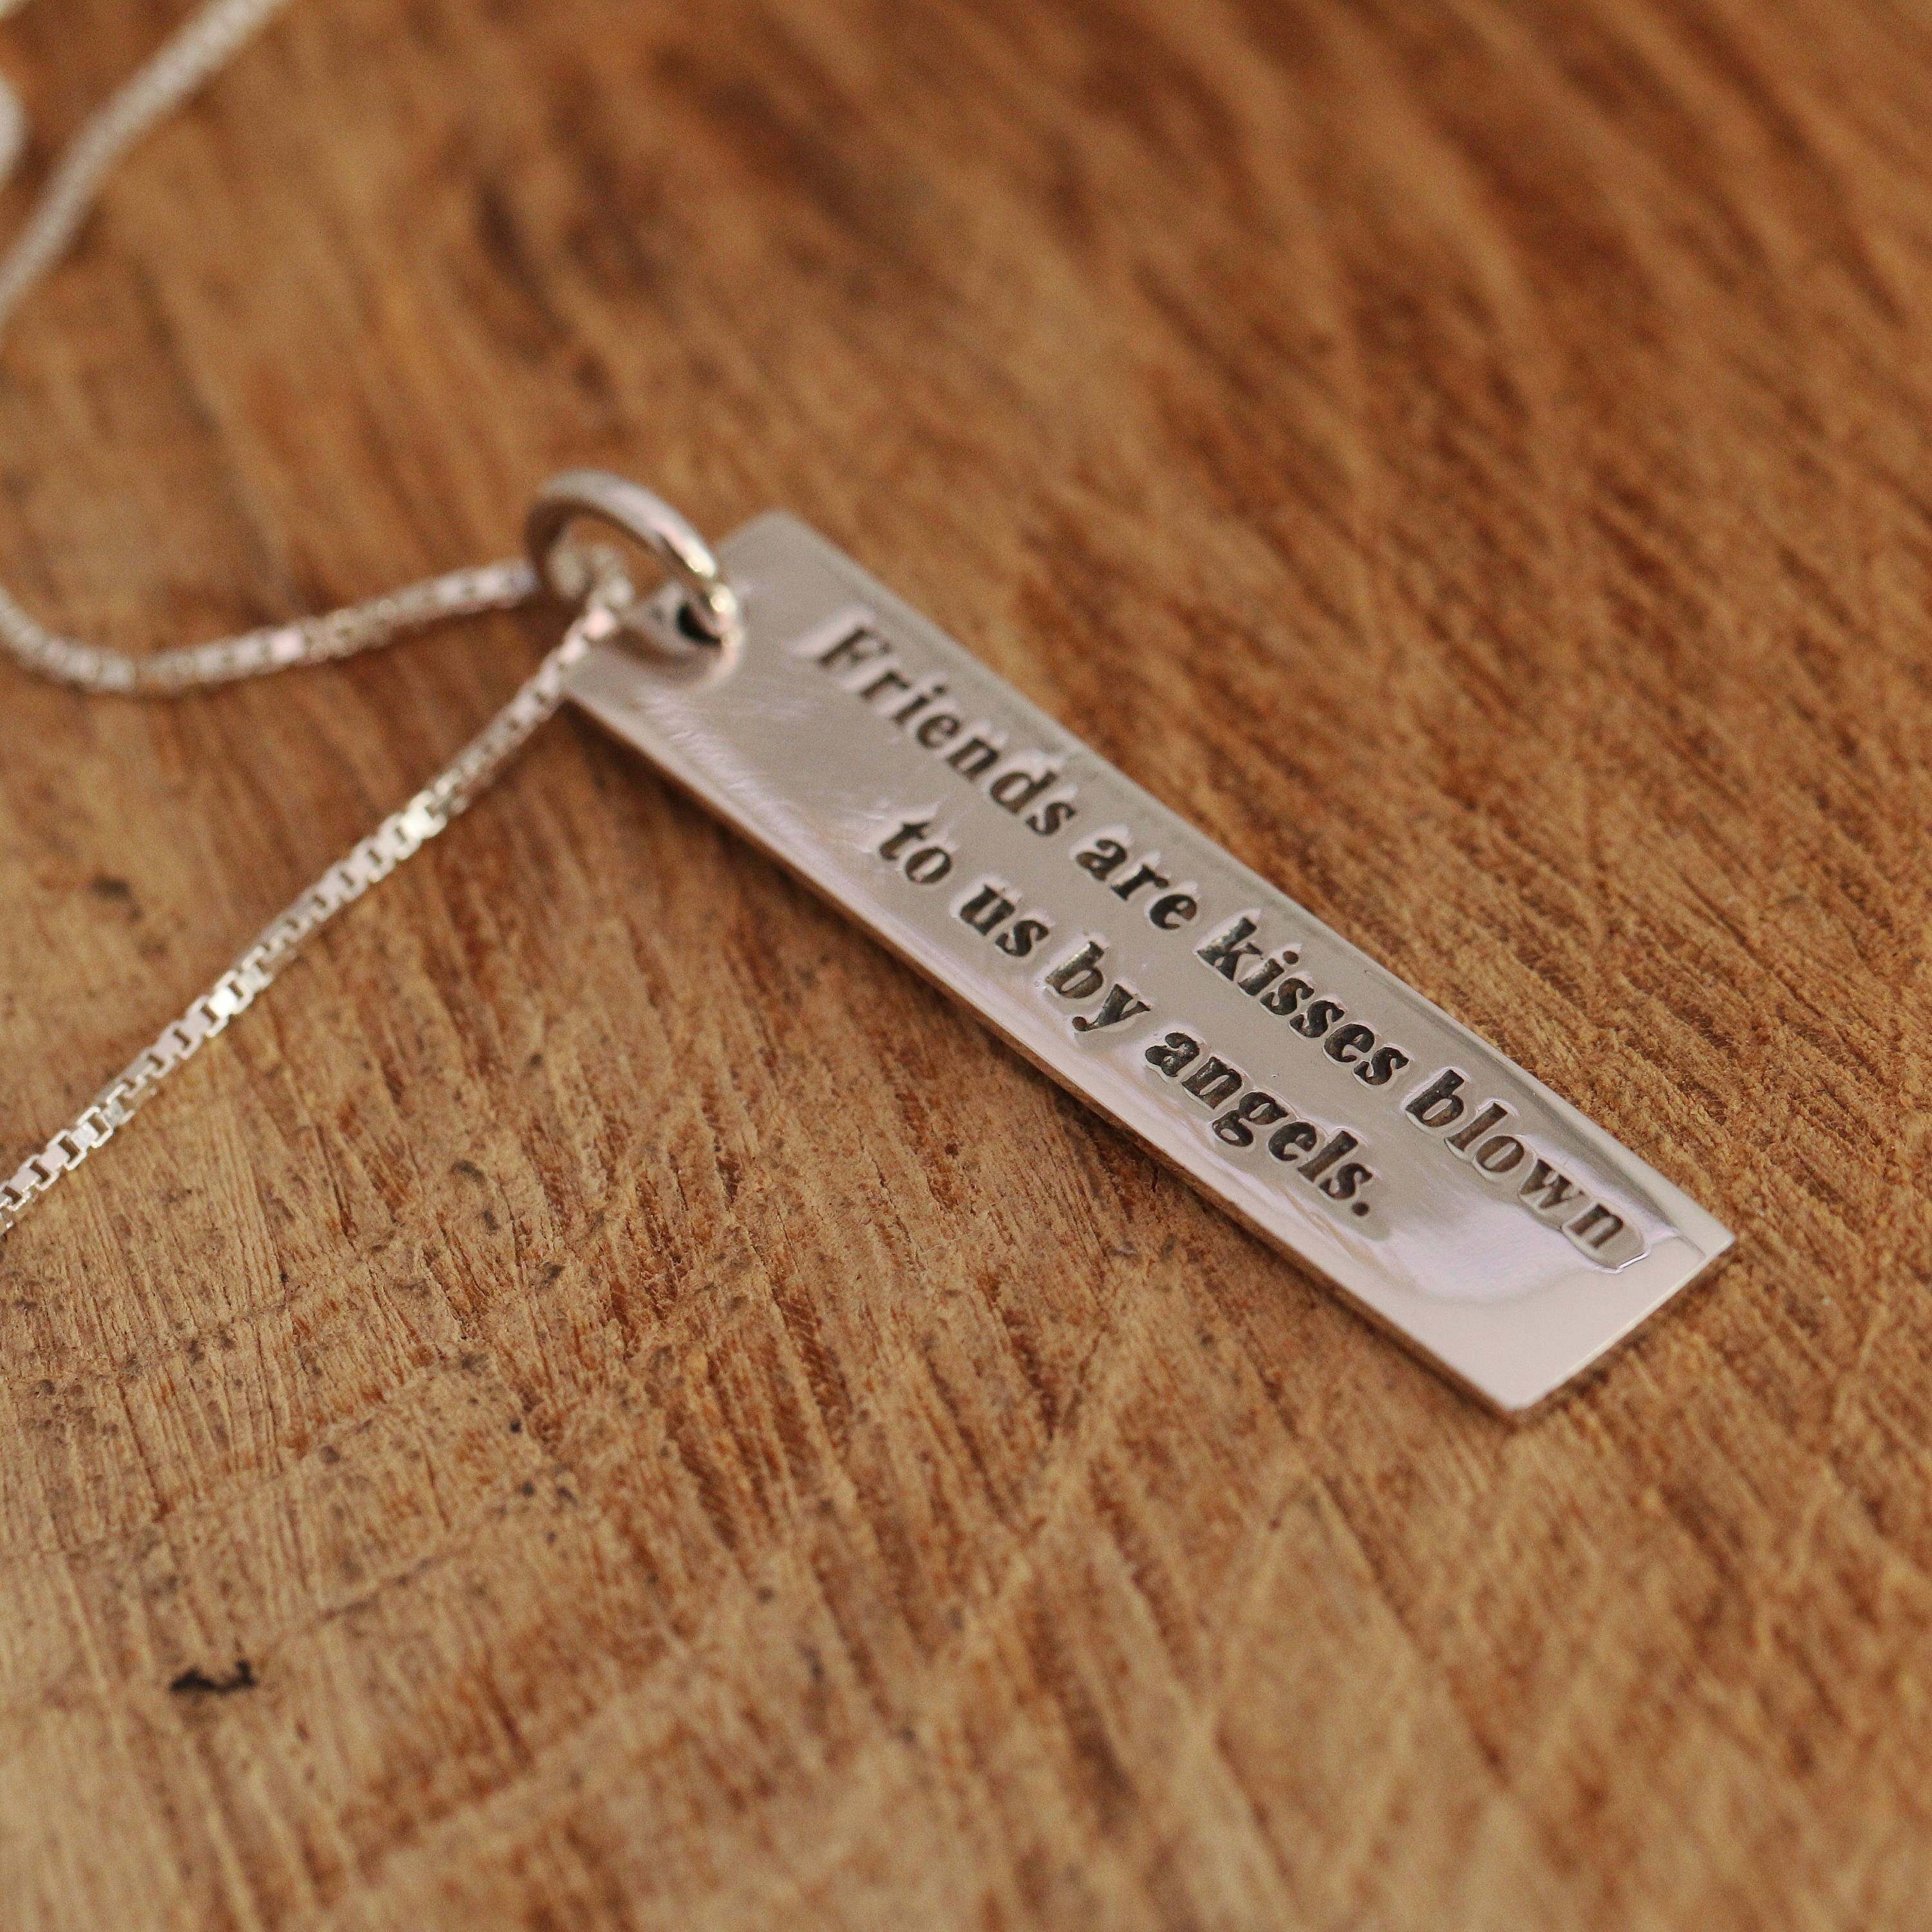 Friends are kisses blown
to us by angels.